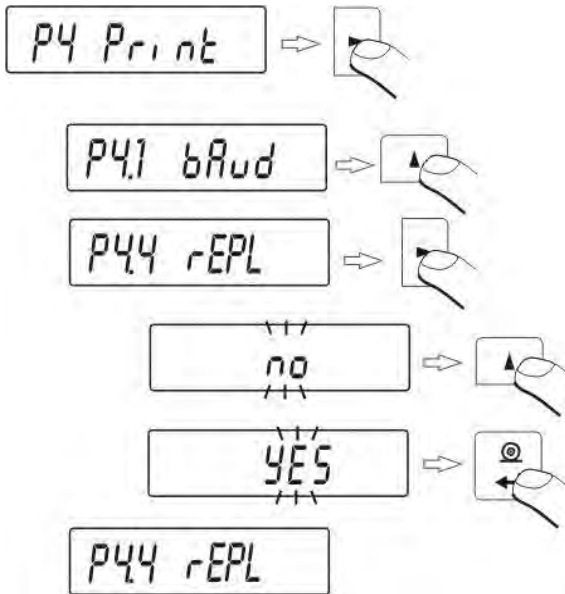 P4 Print
P4.1 bAud
P4.4 rEPL
no
YES
P4.4 rEPL